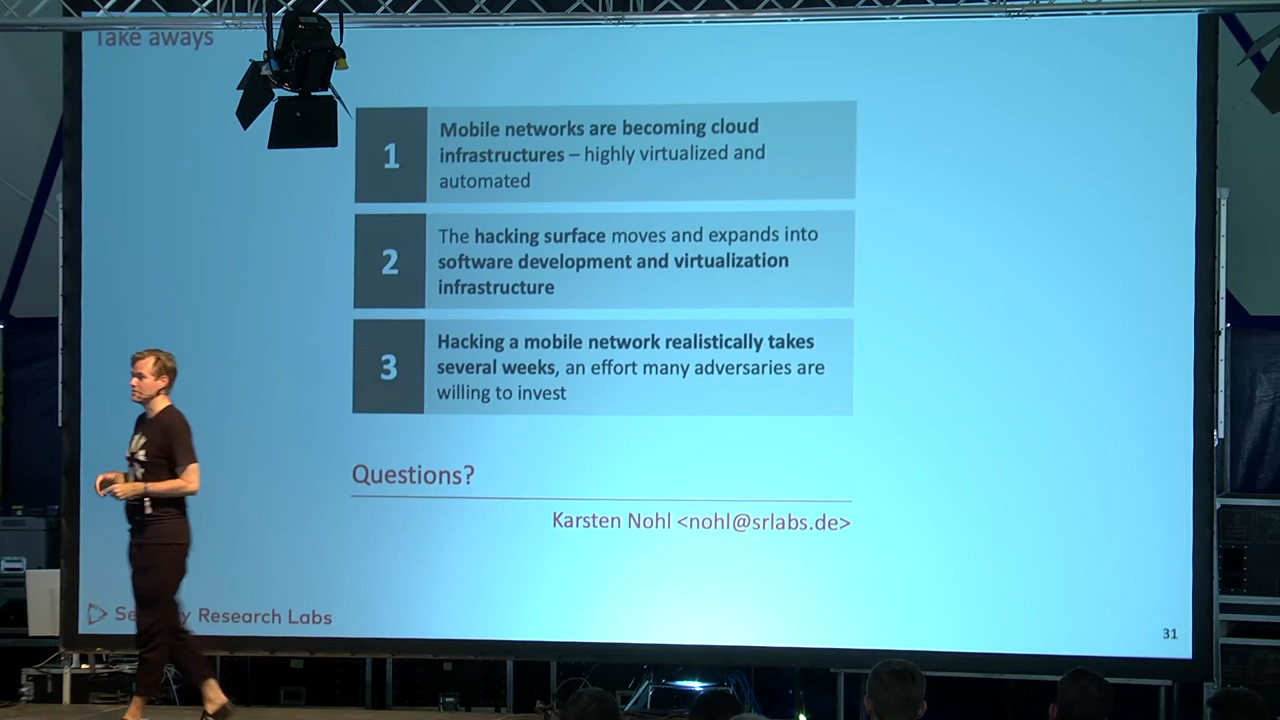 Take aways
1
Mobile networks are becoming cloud
infrastructures – highly virtualized and
automated
2
The hacking surface moves and expands into
software development and virtualization
infrastructure
3
Hacking a mobile network realistically takes
several weeks, an effort many adversaries are
willing to invest
Questions?
Karsten Nohl <nohl@srlabs.de>
Research Labs
31